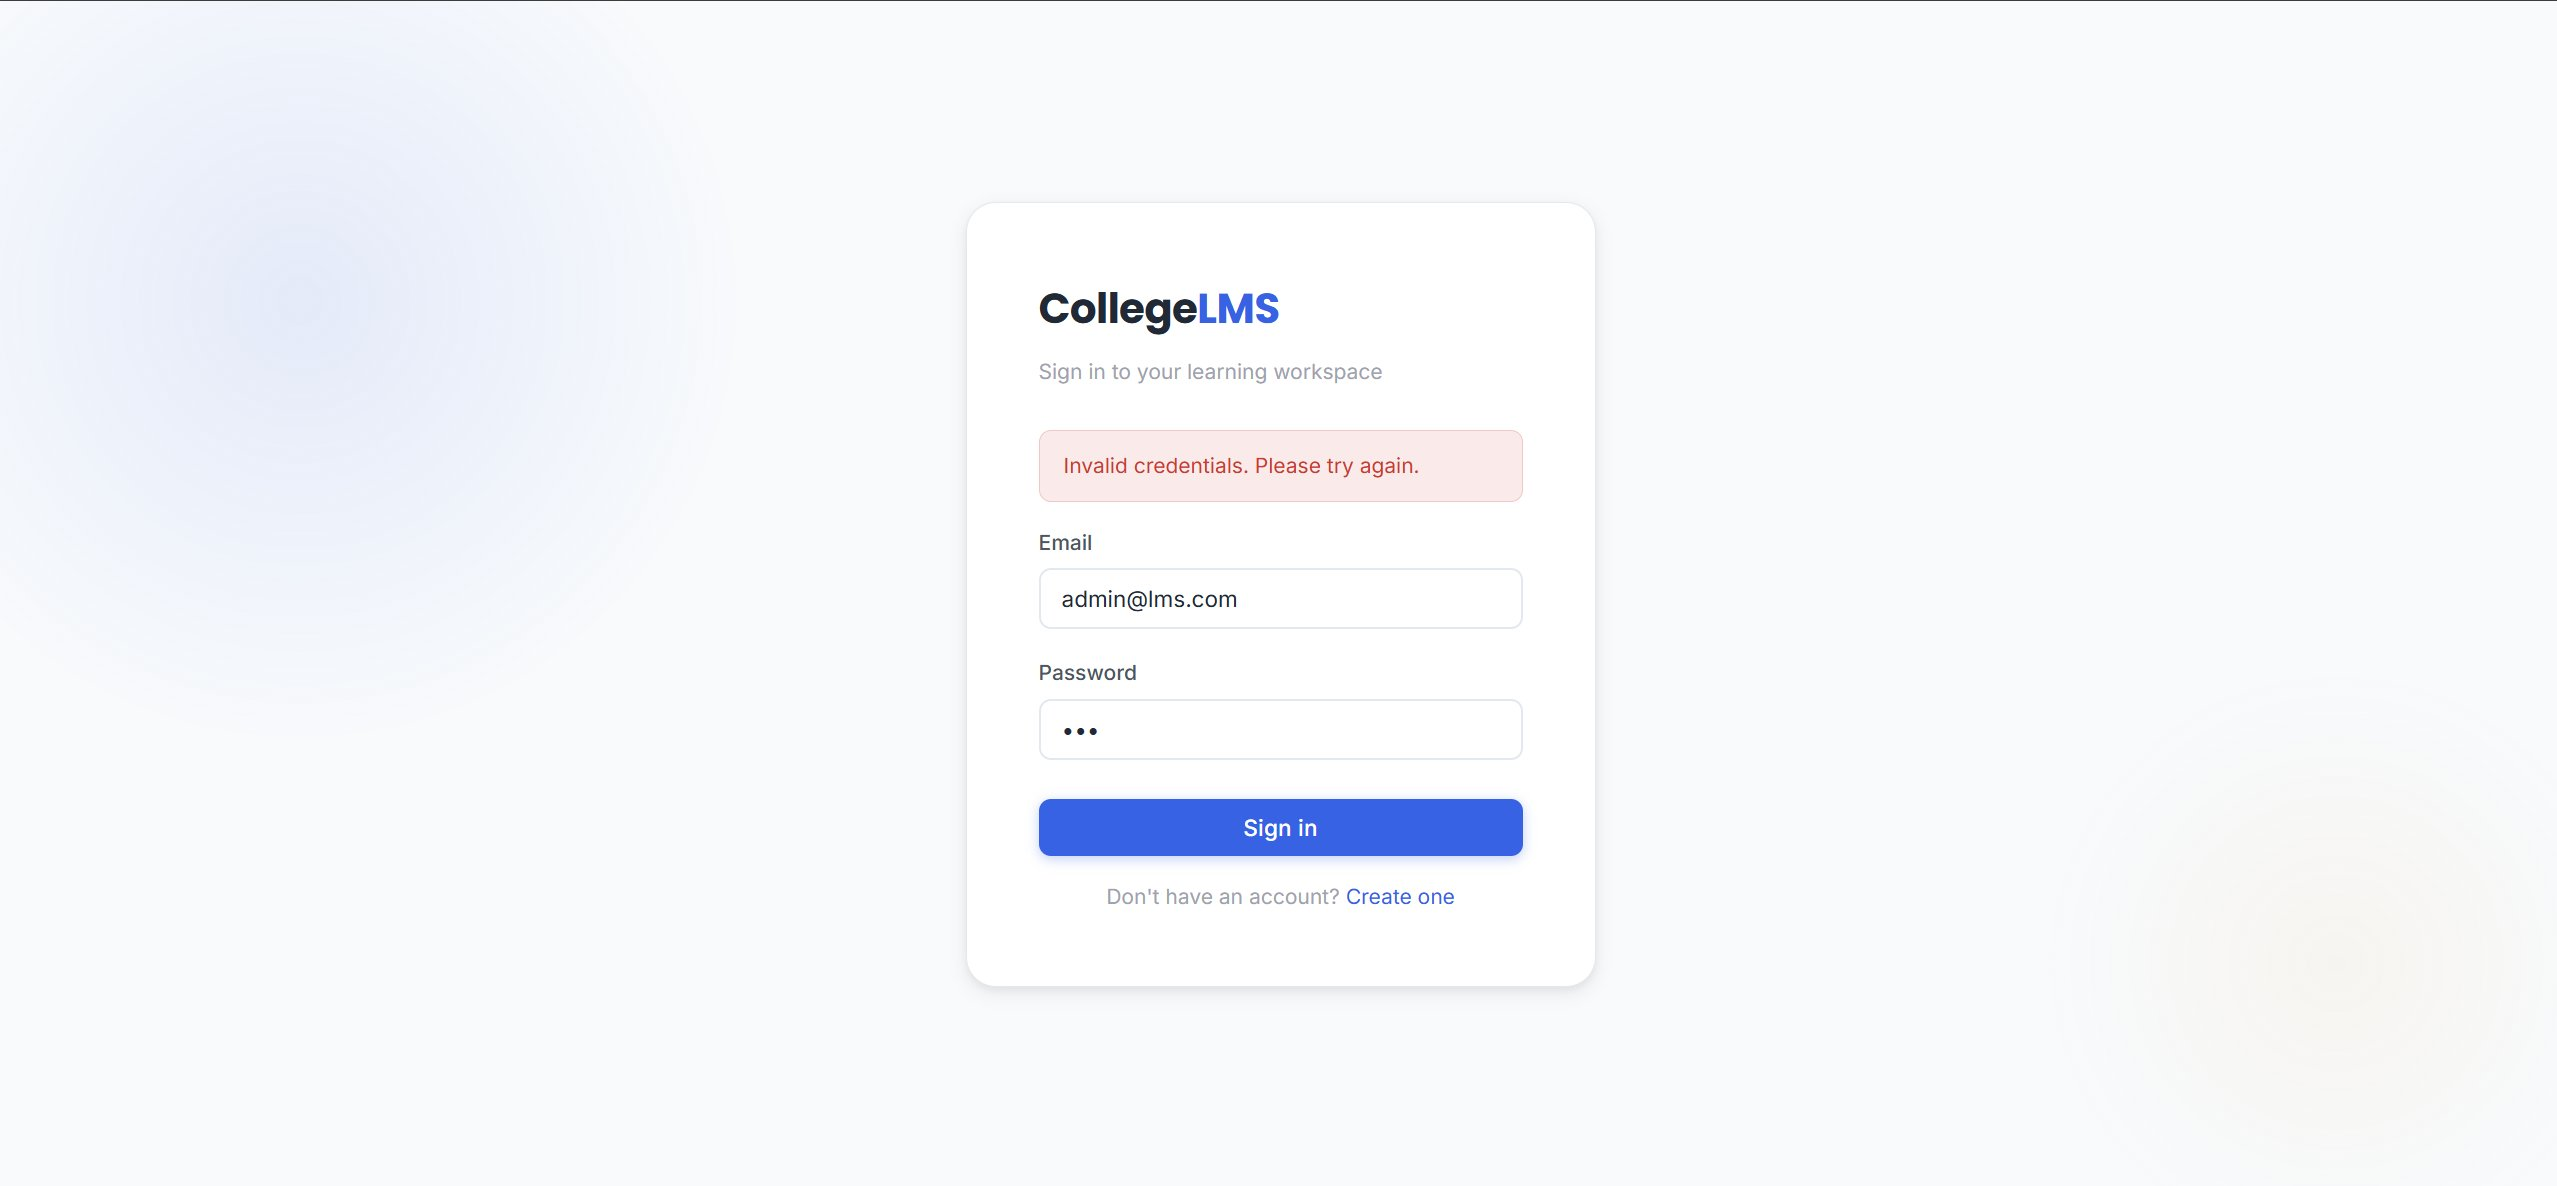 CollegeLMS
Sign in to your learning workspace
Invalid credentials. Please try again.
Email
admin@lms.com
Password
•••
Sign in
Don't have an account? Create one